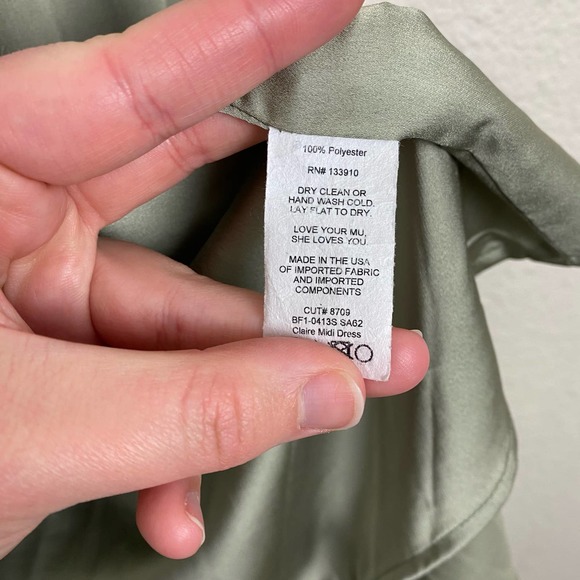 100% Polyester
RN# 133910
DRY CLEAN OR
HAND WASH COLD.
LAY FLAT TO DRY.
LOVE YOUR MU,
SHE LOVES YOU.
MADE IN THE USA
OF IMPORTED FABRIC
AND IMPORTED
COMPONENTS
CUT# 8709
BF1-0413S SA62
Claire Midi Dress